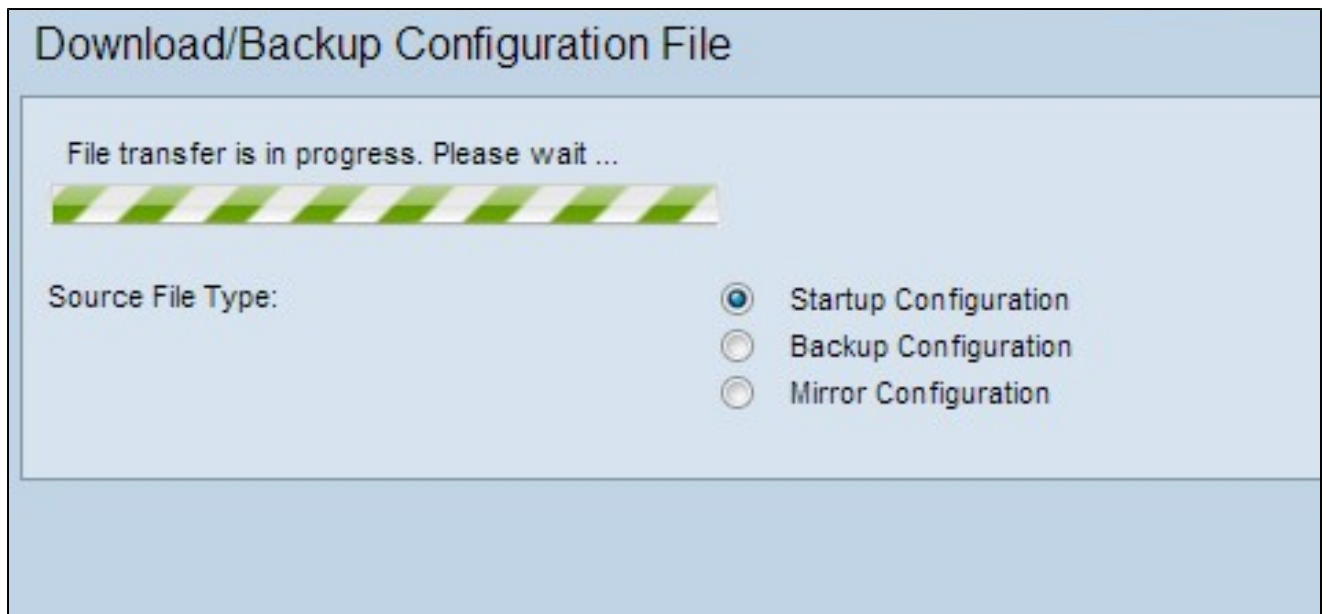 Download/Backup Configuration File
File transfer is in progress. Please wait ...
Source File Type:
Startup Configuration
Backup Configuration
Mirror Configuration